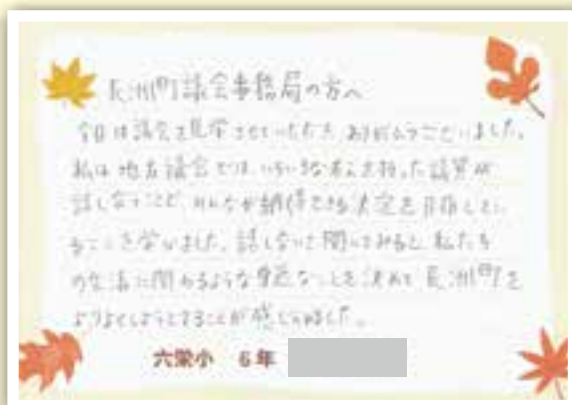 長洲町議会事務局の方へ
今日は議会を見学させていただき、ありがとうございました。
私は地方議会では、いろいろな考えを持った議員が
話しあうことで、みんなが納得できる決定を目指してい
ることを学びました。話しあいを聞いてみると、私たち
の生活に関わるような身近なことを決めて長洲町を
よりよくしようとすることが感じられました。
六栄小 6年